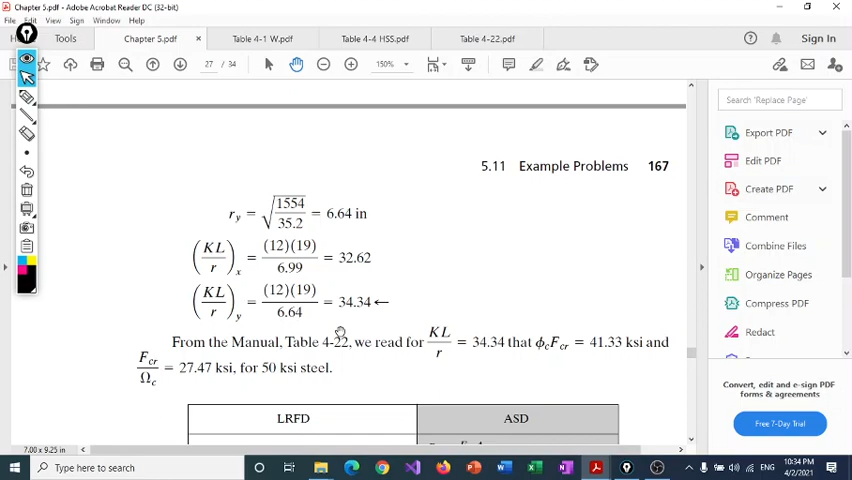 Chapter 5.pdf (32-bit) - Adobe Acrobat Reader DC (32-bit)
File Edit View Sign Window Help
Tools Chapter 5.pdf × Table 4-1 W.pdf Table 4-4 HSS.pdf Table 4-22.pdf Sign In
27 / 34 150%
Search 'Replace Page'
Export PDF
Edit PDF
Create PDF
Comment
Combine Files
Organize Pages
Compress PDF
Redact
Convert, edit and e-sign PDF
forms & agreements
Free 7-Day Trial
5.11 Example Problems 167
r_y = √(1554/35.2) = 6.64 in
(KL/r)_x = (12)(19)/6.99 = 32.62
(KL/r)_y = (12)(19)/6.64 = 34.34 ←
From the Manual, Table 4-22, we read for KL/r = 34.34 that ϕ_cF_cr = 41.33 ksi and
F_cr/Ω_c = 27.47 ksi, for 50 ksi steel.
LRFD ASD
7.00 x 9.25 in
Type here to search
ENG
10:34 PM
4/2/2021